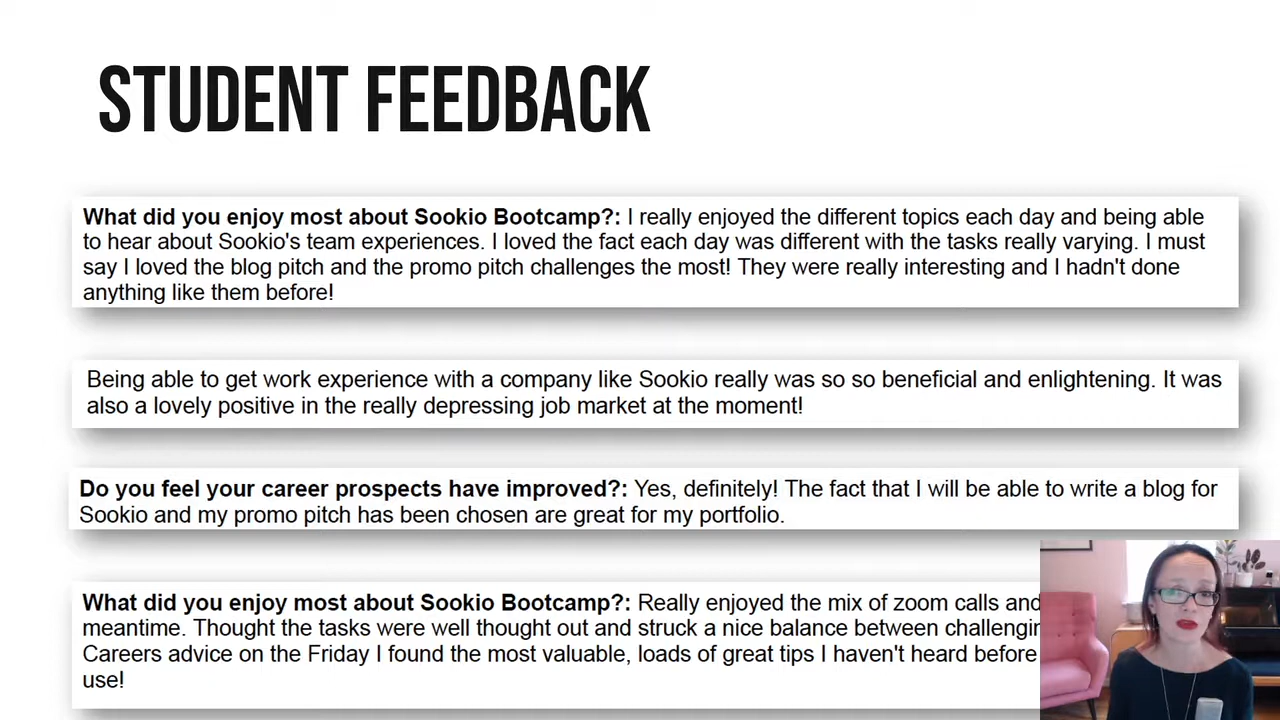 STUDENT FEEDBACK
What did you enjoy most about Sookio Bootcamp?: I really enjoyed the different topics each day and being able
to hear about Sookio's team experiences. I loved the fact each day was different with the tasks really varying. I must
say I loved the blog pitch and the promo pitch challenges the most! They were really interesting and I hadn't done
anything like them before!
Being able to get work experience with a company like Sookio really was so so beneficial and enlightening. It was
also a lovely positive in the really depressing job market at the moment!
Do you feel your career prospects have improved?: Yes, definitely! The fact that I will be able to write a blog for
Sookio and my promo pitch has been chosen are great for my portfolio.
What did you enjoy most about Sookio Bootcamp?: Really enjoyed the mix of zoom calls and
meantime. Thought the tasks were well thought out and struck a nice balance between
Careers advice on the Friday I found the most valuable, loads of great tips I haven't heard before
use!